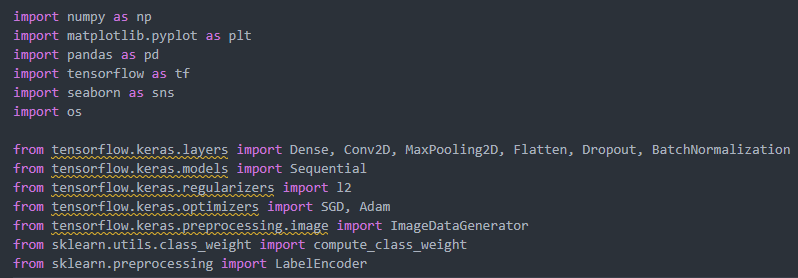 import numpy as np
import matplotlib.pyplot as plt
import pandas as pd
import tensorflow as tf
import seaborn as sns
import os
from tensorflow.keras.layers import Dense, Conv2D, MaxPooling2D, Flatten, Dropout, BatchNormalization
from tensorflow.keras.models import Sequential
from tensorflow.keras.regularizers import l2
from tensorflow.keras.optimizers import SGD, Adam
from tensorflow.keras.preprocessing.image import ImageDataGenerator
from sklearn.utils.class_weight import compute_class_weight
from sklearn.preprocessing import LabelEncoder